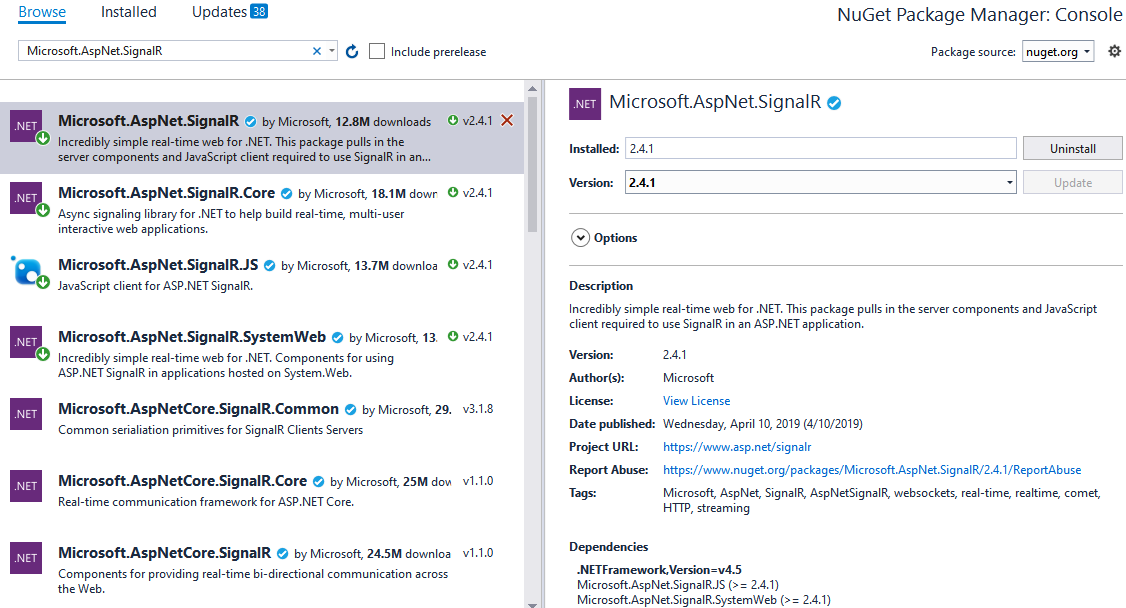 Browse Installed Updates 38
NuGet Package Manager: Console
Microsoft.AspNet.SignalR
Include prerelease
Package source: nuget.org
.NET
Microsoft.AspNet.SignalR by Microsoft, 12.8M downloads v2.4.1
Incredibly simple real-time web for .NET. This package pulls in the
server components and JavaScript client required to use SignalR in an...
.NET
Microsoft.AspNet.SignalR.Core by Microsoft, 18.1M down v2.4.1
Async signaling library for .NET to help build real-time, multi-user
interactive web applications.
Microsoft.AspNet.SignalR.JS by Microsoft, 13.7M downloa v2.4.1
JavaScript client for ASP.NET SignalR.
.NET
Microsoft.AspNet.SignalR.SystemWeb by Microsoft, 13. v2.4.1
Incredibly simple real-time web for .NET. Components for using
ASP.NET SignalR in applications hosted on System.Web.
.NET
Microsoft.AspNetCore.SignalR.Common by Microsoft, 29. v3.1.8
Common serialiation primitives for SignalR Clients Servers
.NET
Microsoft.AspNetCore.SignalR.Core by Microsoft, 25M dow v1.1.0
Real-time communication framework for ASP.NET Core.
.NET
Microsoft.AspNetCore.SignalR by Microsoft, 24.5M downloa v1.1.0
Components for providing real-time bi-directional communication across
the Web.
.NET
Microsoft.AspNet.SignalR
Installed: 2.4.1 Uninstall
Version: 2.4.1 Update
Options
Description
Incredibly simple real-time web for .NET. This package pulls in the server components and JavaScript
client required to use SignalR in an ASP.NET application.
Version: 2.4.1
Author(s): Microsoft
License: View License
Date published: Wednesday, April 10, 2019 (4/10/2019)
Project URL: https://www.asp.net/signalr
Report Abuse: https://www.nuget.org/packages/Microsoft.AspNet.SignalR/2.4.1/ReportAbuse
Tags: Microsoft, AspNet, SignalR, AspNetSignalR, websockets, real-time, realtime, comet,
HTTP, streaming
Dependencies
.NETFramework,Version=v4.5
Microsoft.AspNet.SignalR.JS (>= 2.4.1)
Microsoft.AspNet.SignalR.SystemWeb (>= 2.4.1)